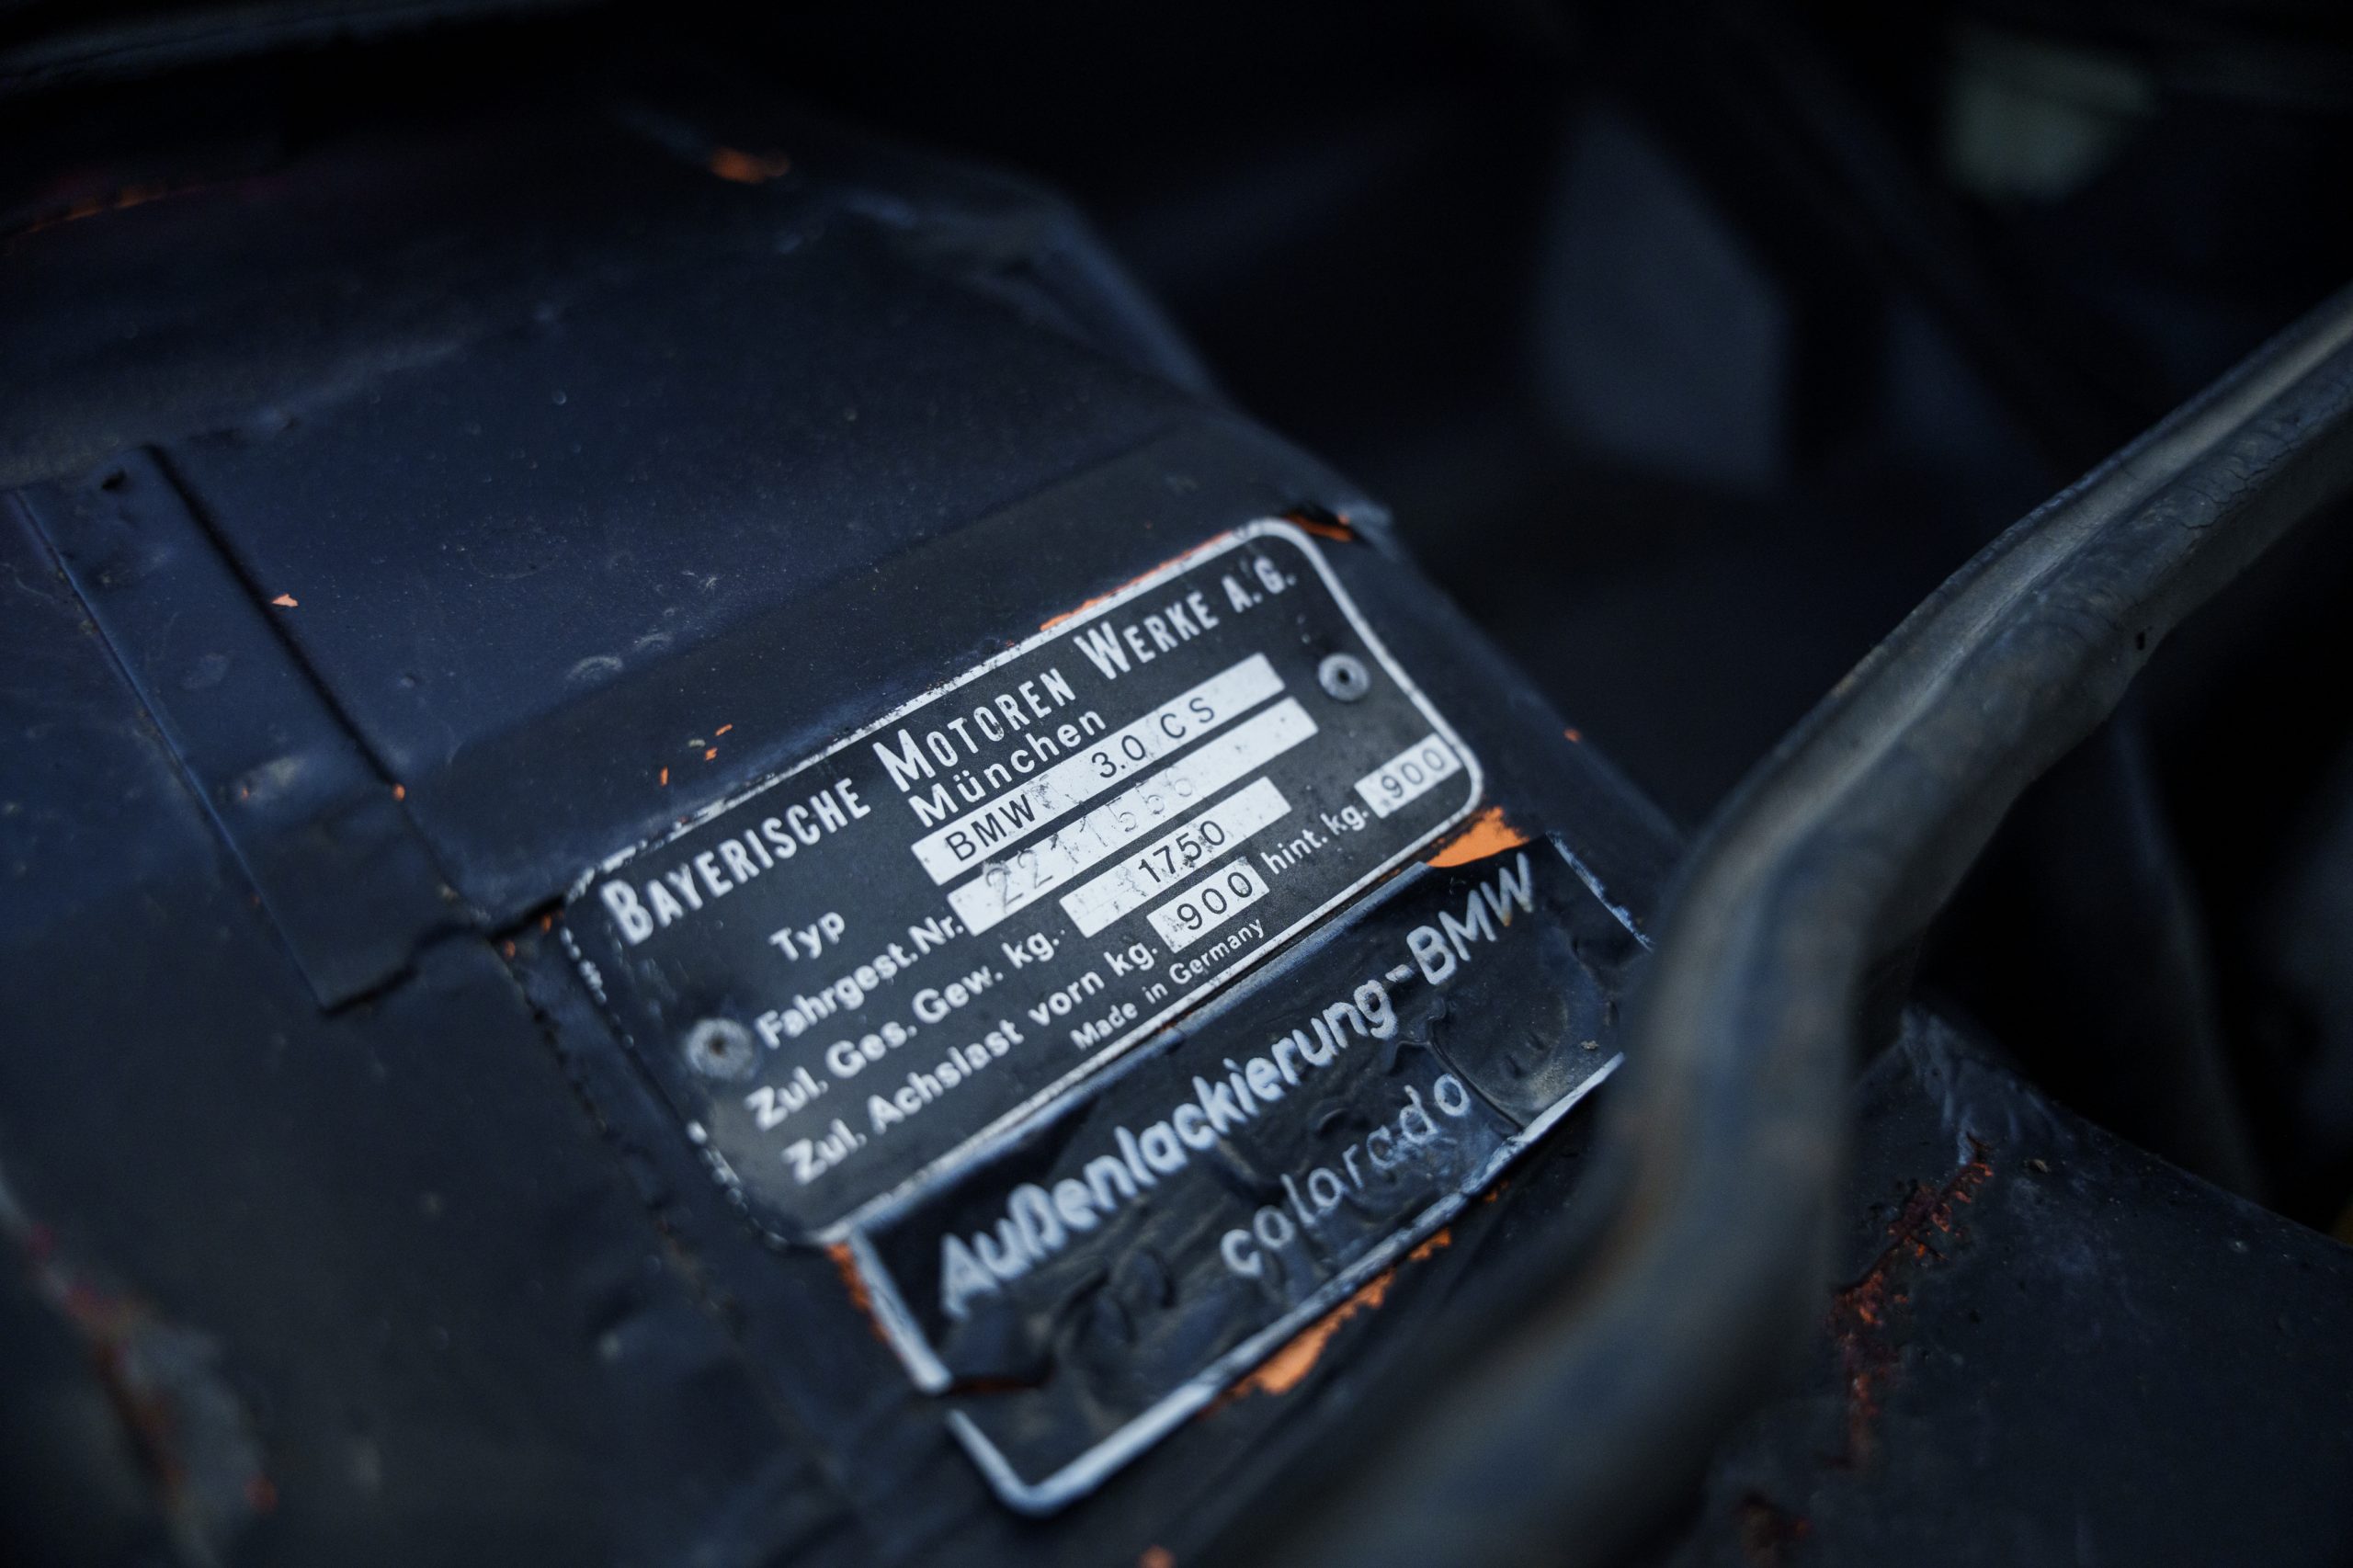 BAYERISCHE MOTOREN WERKE A.G.
München
Typ BMW 3.0 CS
Fahrgest.Nr. 2211566
Zul. Ges. Gew. kg. 1750
Zul. Achslast vorn kg. 900 hint. kg. 900
Made in Germany
Außenlackierung-BMW
colorado